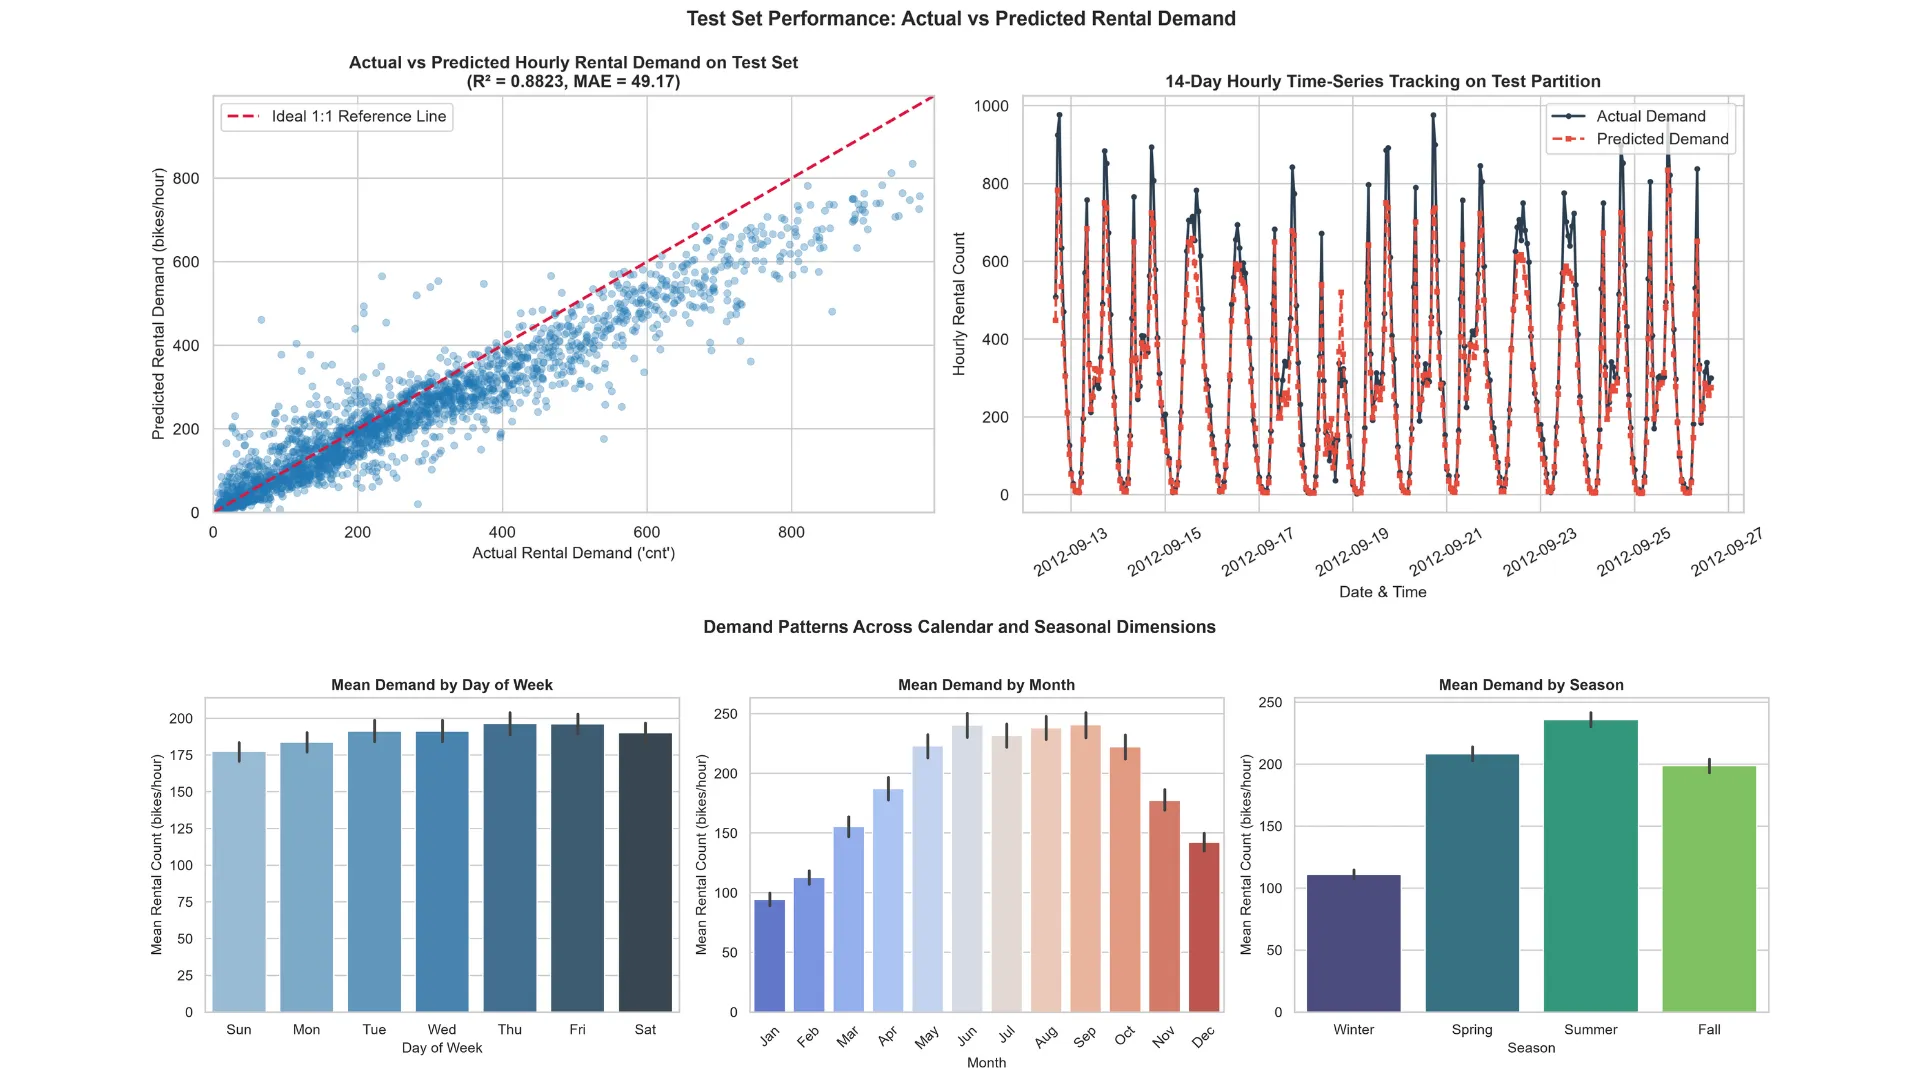 Test Set Performance: Actual vs Predicted Rental Demand
Actual vs Predicted Hourly Rental Demand on Test Set
(R² = 0.8823, MAE = 49.17)
Ideal 1:1 Reference Line
Predicted Rental Demand (bikes/hour)
800
600
400
200
0
0 200 400 600 800
Actual Rental Demand ('cnt')
14-Day Hourly Time-Series Tracking on Test Partition
Actual Demand
Predicted Demand
Hourly Rental Count
1000
800
600
400
200
0
2012-09-13 2012-09-15 2012-09-17 2012-09-19 2012-09-21 2012-09-23 2012-09-25 2012-09-27
Date & Time
Demand Patterns Across Calendar and Seasonal Dimensions
Mean Demand by Day of Week
Mean Rental Count (bikes/hour)
200
175
150
125
100
75
50
25
0
Sun Mon Tue Wed Thu Fri Sat
Day of Week
Mean Demand by Month
Mean Rental Count (bikes/hour)
250
200
150
100
50
0
Jan Feb Mar Apr May Jun Jul Aug Sep Oct Nov Dec
Month
Mean Demand by Season
Mean Rental Count (bikes/hour)
250
200
150
100
50
0
Winter Spring Summer Fall
Season